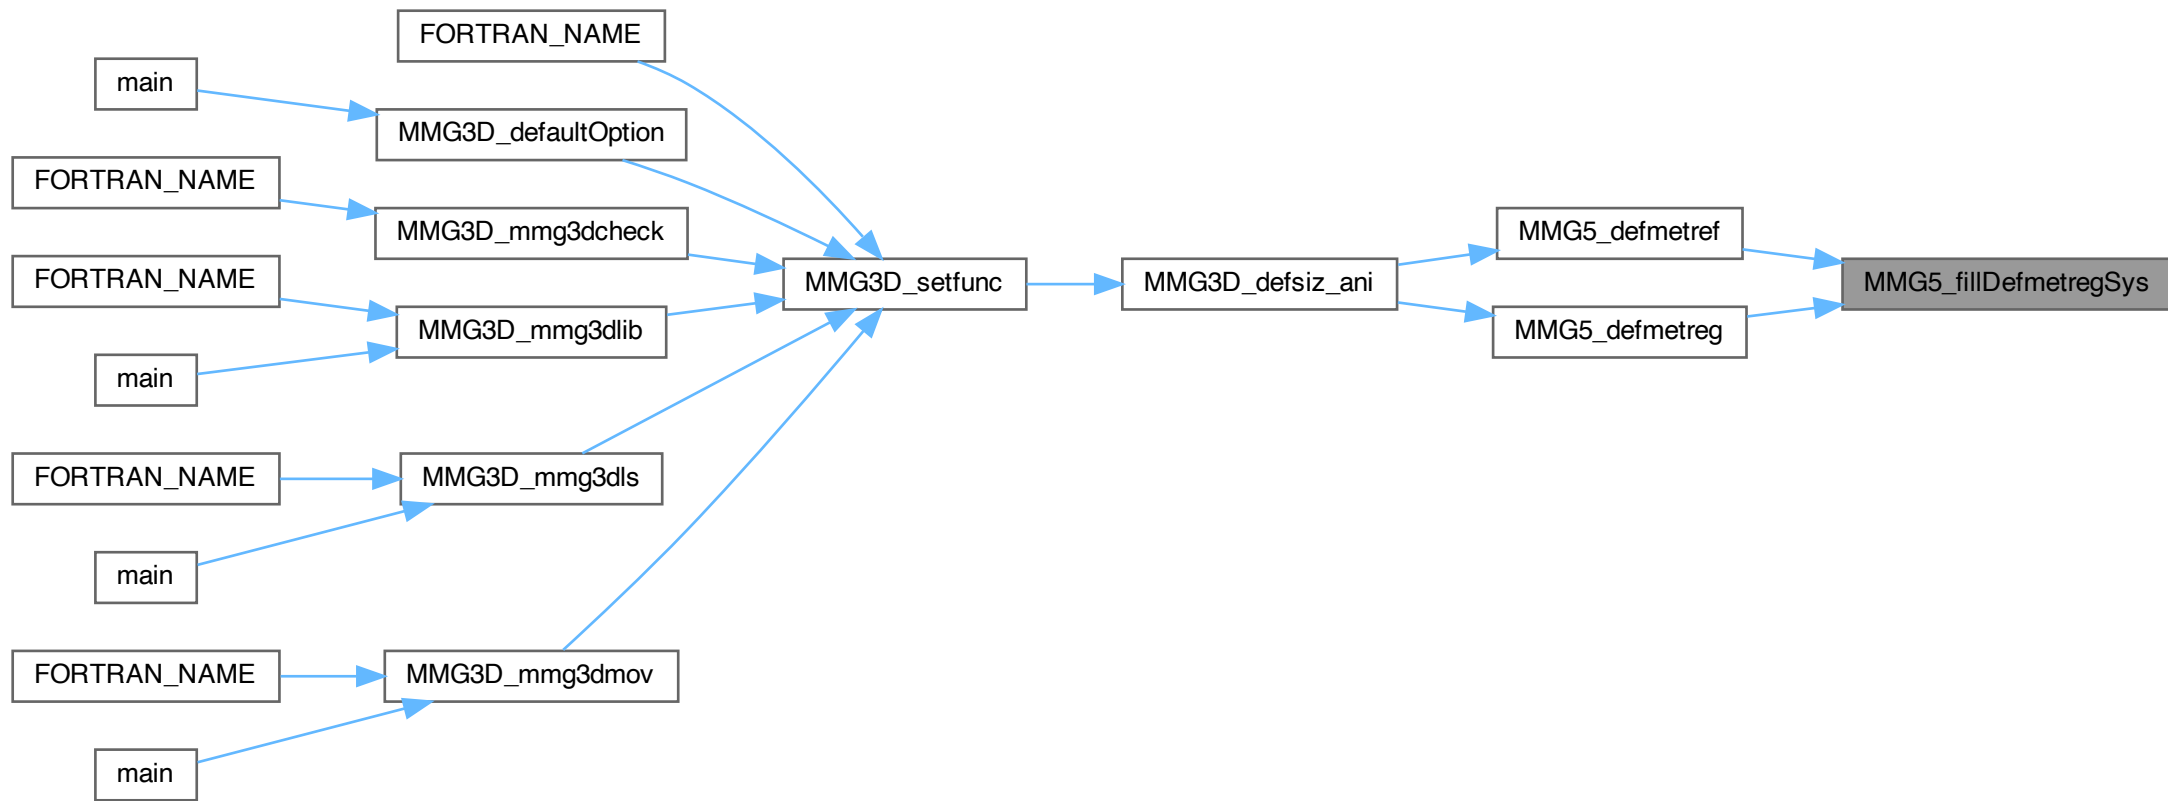 FORTRAN_NAME
main
MMG3D_defaultOption
FORTRAN_NAME
MMG3D_mmg3dcheck
MMG5_defmetref
FORTRAN_NAME
MMG3D_setfunc
MMG3D_defsiz_ani
MMG5_fillDefmetregSys
MMG3D_mmg3dlib
MMG5_defmetreg
main
FORTRAN_NAME
MMG3D_mmg3dls
main
FORTRAN_NAME
MMG3D_mmg3dmov
main